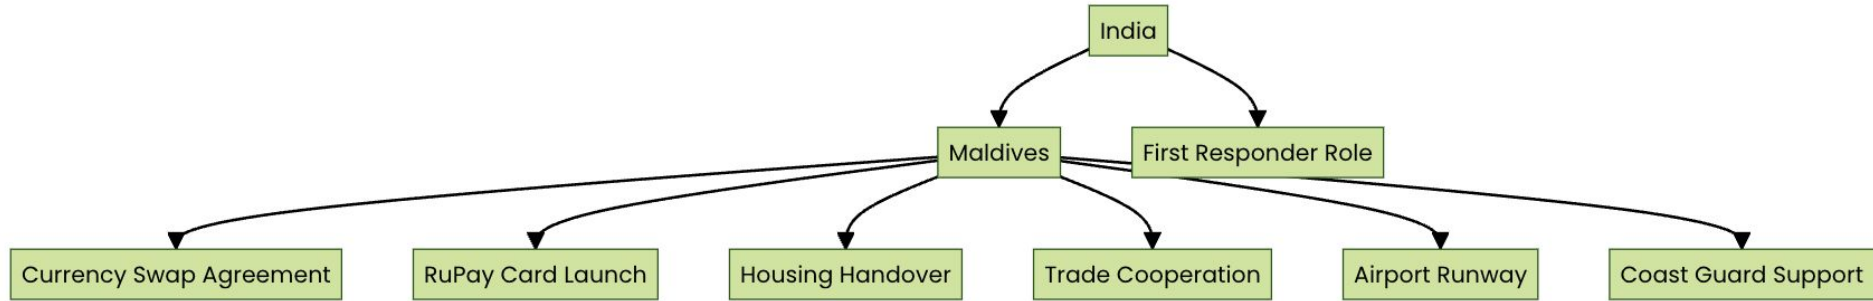 India
Maldives
First Responder Role
Currency Swap Agreement
RuPay Card Launch
Housing Handover
Trade Cooperation
Airport Runway
Coast Guard Support